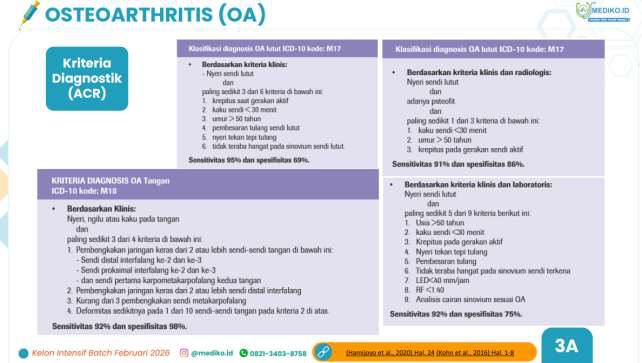 OSTEOARTHRITIS (OA)
MEDIKO.ID
Kriteria
Diagnostik
(ACR)
Klasifikasi diagnosis OA lutut ICD-10 kode: M17
• Berdasarkan kriteria klinis:
- Nyeri sendi lutut
dan
paling sedikit 3 dari 6 kriteria di bawah ini:
1. krepitus saat gerakan aktif
2. kaku sendi < 30 menit
3. umur > 50 tahun
4. pembesaran tulang sendi lutut
5. nyeri tekan tepi tulang
6. tidak teraba hangat pada sinovium sendi lutut.
Sensitivitas 95% dan spesifisitas 69%.
Klasifikasi diagnosis OA lutut ICD-10 kode: M17
• Berdasarkan kriteria klinis dan radiologis:
Nyeri sendi lutut
dan
adanya osteofit
dan
paling sedikit 1 dari 3 kriteria di bawah ini:
1. kaku sendi <30 menit
2. umur > 50 tahun
3. krepitus pada gerakan sendi aktif
Sensitivitas 91% dan spesifisitas 86%.
KRITERIA DIAGNOSIS OA Tangan
ICD-10 kode: M18
• Berdasarkan Klinis:
Nyeri, ngilu atau kaku pada tangan
dan
paling sedikit 3 dari 4 kriteria di bawah ini:
1. Pembengkakan jaringan keras dari 2 atau lebih sendi-sendi tangan di bawah ini:
- Sendi distal interfalang ke-2 dan ke-3
- Sendi proksimal interfalang ke-2 dan ke-3
- dan sendi pertama karpometakarpofalang kedua tangan
2. Pembengkakan jaringan keras dari 2 atau lebih sendi distal interfalang
3. Kurang dari 3 pembengkakan sendi metakarpofalang
4. Deformitas sedikitnya pada 1 dari 10 sendi-sendi tangan pada kriteria 2 di atas.
Sensitivitas 92% dan spesifisitas 98%.
• Berdasarkan kriteria klinis dan laboratoris:
Nyeri sendi lutut
dan
paling sedikit 5 dari 9 kriteria berikut ini:
1. Usia >50 tahun
2. kaku sendi <30 menit
3. Krepitus pada gerakan aktif
4. Nyeri tekan tepi tulang
5. Pembesaran tulang
6. Tidak teraba hangat pada sinovium sendi terkena
7. LED<40 mm/jam
8. RF <1:40
9. Analisis cairan sinovium sesuai OA
Sensitivitas 92% dan spesifisitas 75%.
Kelon Intensif Batch Februari 2026
@mediko.id
0821-3403-8758
(Hamijoyo et al., 2020) Hal. 24 (Kohn et al., 2016) Hal. 1-8
3A